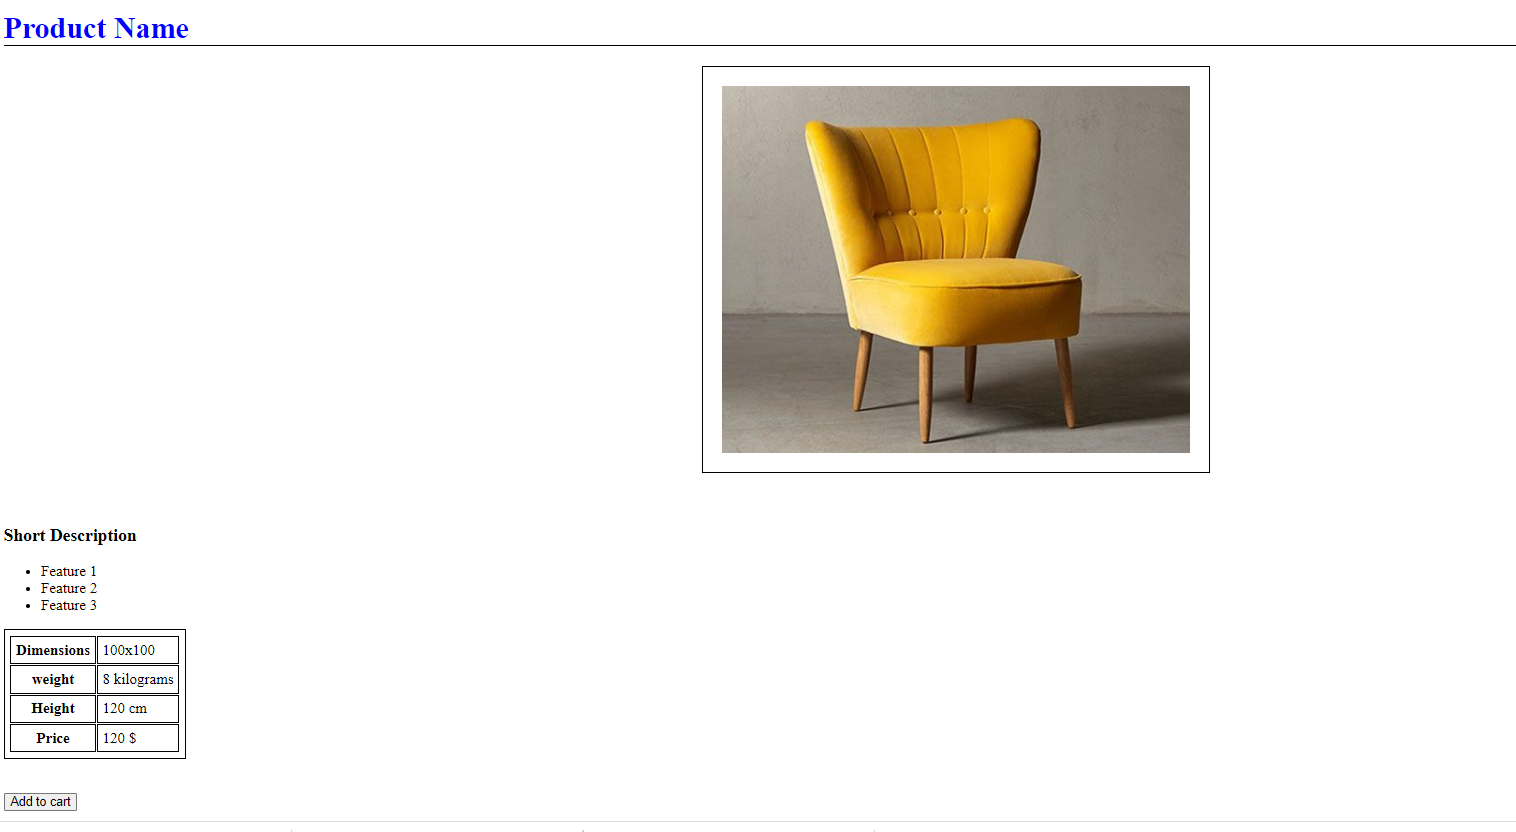 Product Name
Short Description
Feature 1
Feature 2
Feature 3
Dimensions 100x100
weight 8 kilograms
Height 120 cm
Price 120 $
Add to cart